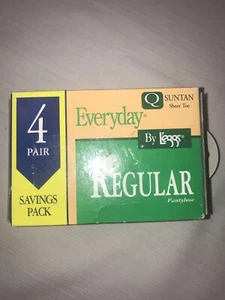 4
PAIR
SAVINGS
PACK
Q SUNTAN
Sheer Toe
Everyday
By L'eggs
REGULAR
Pantyhose